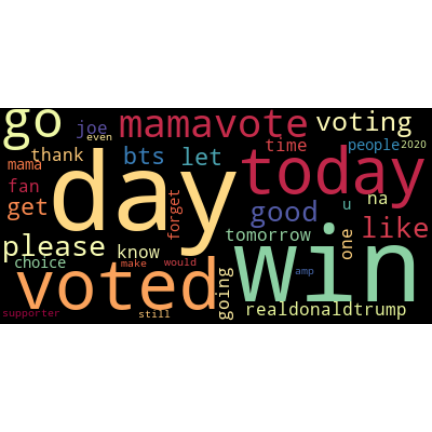 go
joe
even
mamavote
voting
thank
bts
let
time
people
2020
mama
day
today
fan
get
forget
good
u
na
like
please
know
tomorrow
one
choice
make
would
voted
going
amp
win
still
realdonaldtrump
supporter